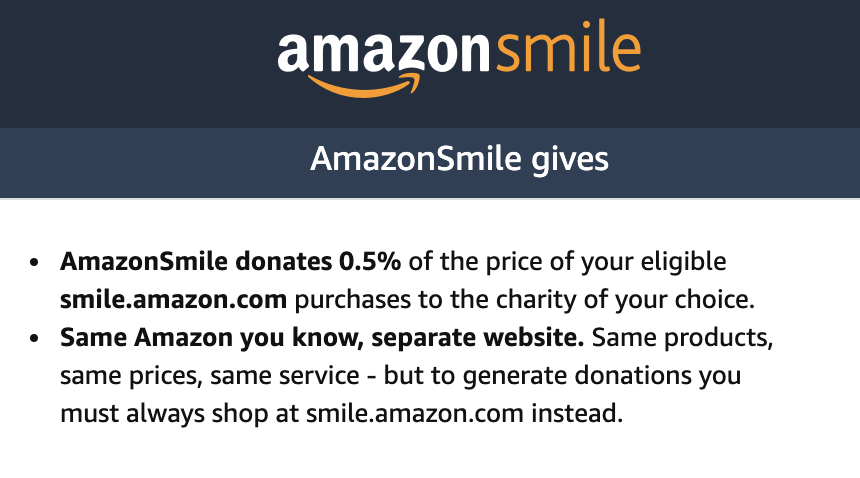 amazonsmile
AmazonSmile gives
• AmazonSmile donates 0.5% of the price of your eligible
smile.amazon.com purchases to the charity of your choice.
• Same Amazon you know, separate website. Same products,
same prices, same service - but to generate donations you
must always shop at smile.amazon.com instead.